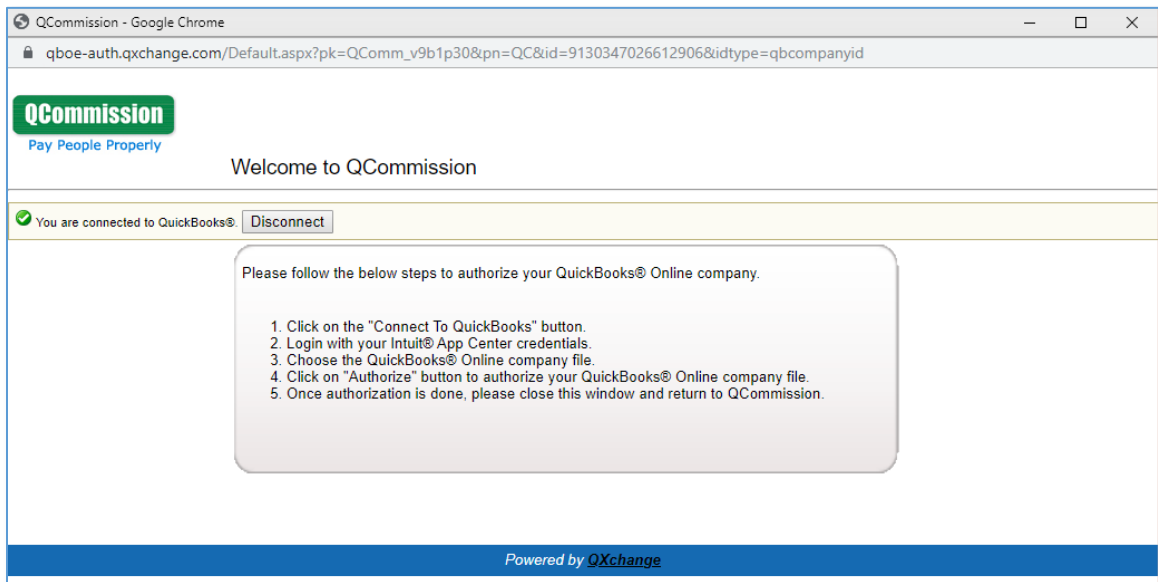 QCommission - Google Chrome
qboe-auth.qxchange.com/Default.aspx?pk=QComm_v9b1p30&pn=QC&id=9130347026612906&idtype=qbcompanyid
QCommission
Pay People Properly
Welcome to QCommission
You are connected to QuickBooks®. Disconnect
Please follow the below steps to authorize your QuickBooks® Online company.
1. Click on the "Connect To QuickBooks" button.
2. Login with your Intuit® App Center credentials.
3. Choose the QuickBooks® Online company file.
4. Click on "Authorize" button to authorize your QuickBooks® Online company file.
5. Once authorization is done, please close this window and return to QCommission.
Powered by QXchange